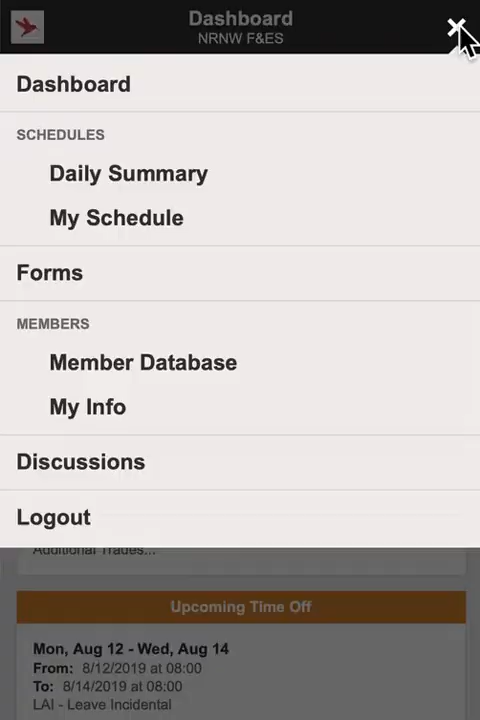 Dashboard
NRNW F&ES
Dashboard
SCHEDULES
Daily Summary
My Schedule
Forms
MEMBERS
Member Database
My Info
Discussions
Logout
Additional Trades...
Upcoming Time Off
Mon, Aug 12 - Wed, Aug 14
From: 8/12/2019 at 08:00
To: 8/14/2019 at 08:00
LAI - Leave Incidental